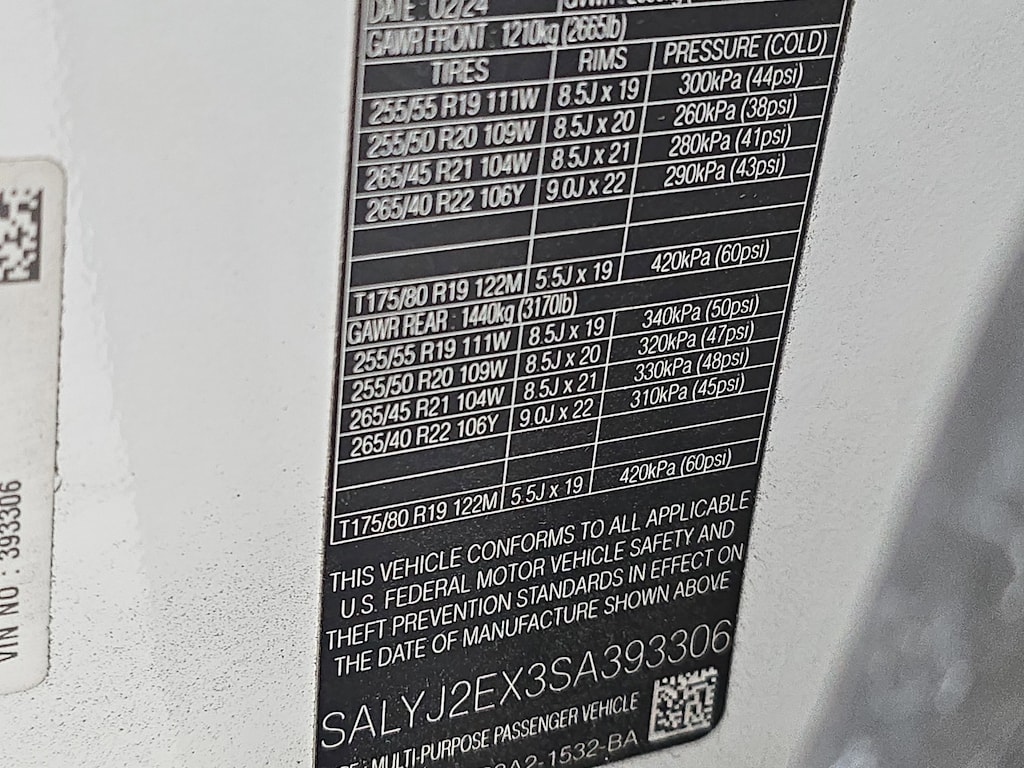 DATE : 02/24
GAWR FRONT : 1210kg (2665lb)
TIRES RIMS PRESSURE (COLD)
255/55 R19 111W 8.5J x 19 300kPa (44psi)
255/50 R20 109W 8.5J x 20 260kPa (38psi)
265/45 R21 104W 8.5J x 21 280kPa (41psi)
265/40 R22 106Y 9.0J x 22 290kPa (43psi)
T175/80 R19 122M 5.5J x 19 420kPa (60psi)
GAWR REAR : 1440kg (3170lb)
255/55 R19 111W 8.5J x 19 340kPa (50psi)
255/50 R20 109W 8.5J x 20 320kPa (47psi)
265/45 R21 104W 8.5J x 21 330kPa (48psi)
265/40 R22 106Y 9.0J x 22 310kPa (45psi)
T175/80 R19 122M 5.5J x 19 420kPa (60psi)
THIS VEHICLE CONFORMS TO ALL APPLICABLE
U.S. FEDERAL MOTOR VEHICLE SAFETY AND
THEFT PREVENTION STANDARDS IN EFFECT ON
THE DATE OF MANUFACTURE SHOWN ABOVE
SALYJ2EX3SA393306
: MULTI-PURPOSE PASSENGER VEHICLE
A2-1532-BA
VIN NO : 393306